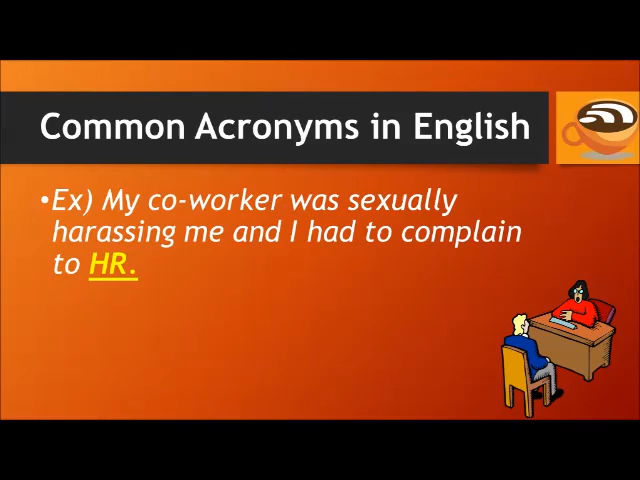 Common Acronyms in English
•Ex) My co-worker was sexually
harassing me and I had to complain
to HR.